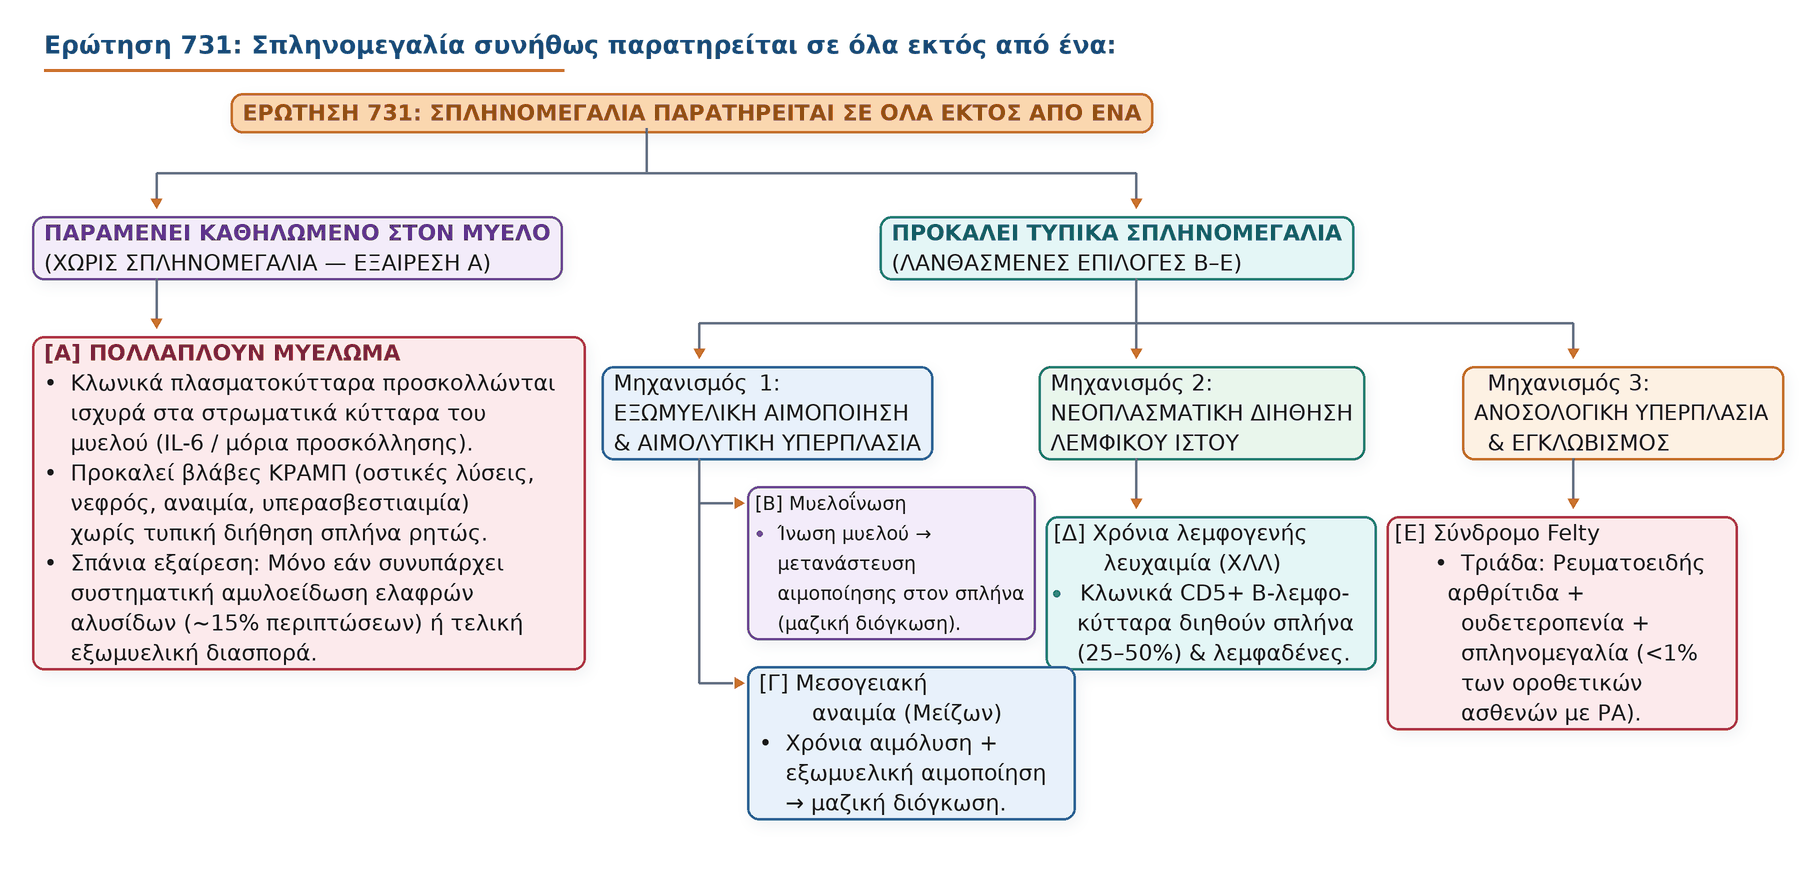 Ερώτηση 731: Σπληνομεγαλία συνήθως παρατηρείται σε όλα εκτός από ένα:
ΕΡΩΤΗΣΗ 731: ΣΠΛΗΝΟΜΕΓΑΛΙΑ ΠΑΡΑΤΗΡΕΙΤΑΙ ΣΕ ΟΛΑ ΕΚΤΟΣ ΑΠΟ ΕΝΑ
ΠΑΡΑΜΕΝΕΙ ΚΑΘΗΛΩΜΕΝΟ ΣΤΟΝ ΜΥΕΛΟ
(ΧΩΡΙΣ ΣΠΛΗΝΟΜΕΓΑΛΙΑ — ΕΞΑΙΡΕΣΗ Α)
ΠΡΟΚΑΛΕΙ ΤΥΠΙΚΑ ΣΠΛΗΝΟΜΕΓΑΛΙΑ
(ΛΑΝΘΑΣΜΕΝΕΣ ΕΠΙΛΟΓΕΣ Β–Ε)
[Α] ΠΟΛΛΑΠΛΟΥΝ ΜΥΕΛΩΜΑ
• Κλωνικά πλασματοκύτταρα προσκολλώνται
ισχυρά στα στρωματικά κύτταρα του
μυελού (IL-6 / μόρια προσκόλλησης).
• Προκαλεί βλάβες ΚΡΑΜΠ (οστικές λύσεις,
νεφρός, αναιμία, υπερασβεστιαιμία)
χωρίς τυπική διήθηση σπλήνα ρητώς.
• Σπάνια εξαίρεση: Μόνο εάν συνυπάρχει
συστηματική αμυλοείδωση ελαφρών
αλυσίδων (~15% περιπτώσεων) ή τελική
εξωμυελική διασπορά.
Μηχανισμός 1:
ΕΞΩΜΥΕΛΙΚΗ ΑΙΜΟΠΟΙΗΣΗ
& ΑΙΜΟΛΥΤΙΚΗ ΥΠΕΡΠΛΑΣΙΑ
[Β] Μυελοΐνωση
• Ίνωση μυελού →
μετανάστευση
αιμοποίησης στον σπλήνα
(μαζική διόγκωση).
[Γ] Μεσογειακή
αναιμία (Μείζων)
• Χρόνια αιμόλυση +
εξωμυελική αιμοποίηση
→ μαζική διόγκωση.
Μηχανισμός 2:
ΝΕΟΠΛΑΣΜΑΤΙΚΗ ΔΙΗΘΗΣΗ
ΛΕΜΦΙΚΟΥ ΙΣΤΟΥ
[Δ] Χρόνια λεμφογενής
λευχαιμία (ΧΛΛ)
• Κλωνικά CD5+ Β-λεμφο-
κύτταρα διηθούν σπλήνα
(25–50%) & λεμφαδένες.
Μηχανισμός 3:
ΑΝΟΣΟΛΟΓΙΚΗ ΥΠΕΡΠΛΑΣΙΑ
& ΕΓΚΛΩΒΙΣΜΟΣ
[Ε] Σύνδρομο Felty
• Τριάδα: Ρευματοειδής
αρθρίτιδα +
ουδετεροπενία +
σπληνομεγαλία (<1%
των οροθετικών
ασθενών με ΡΑ).